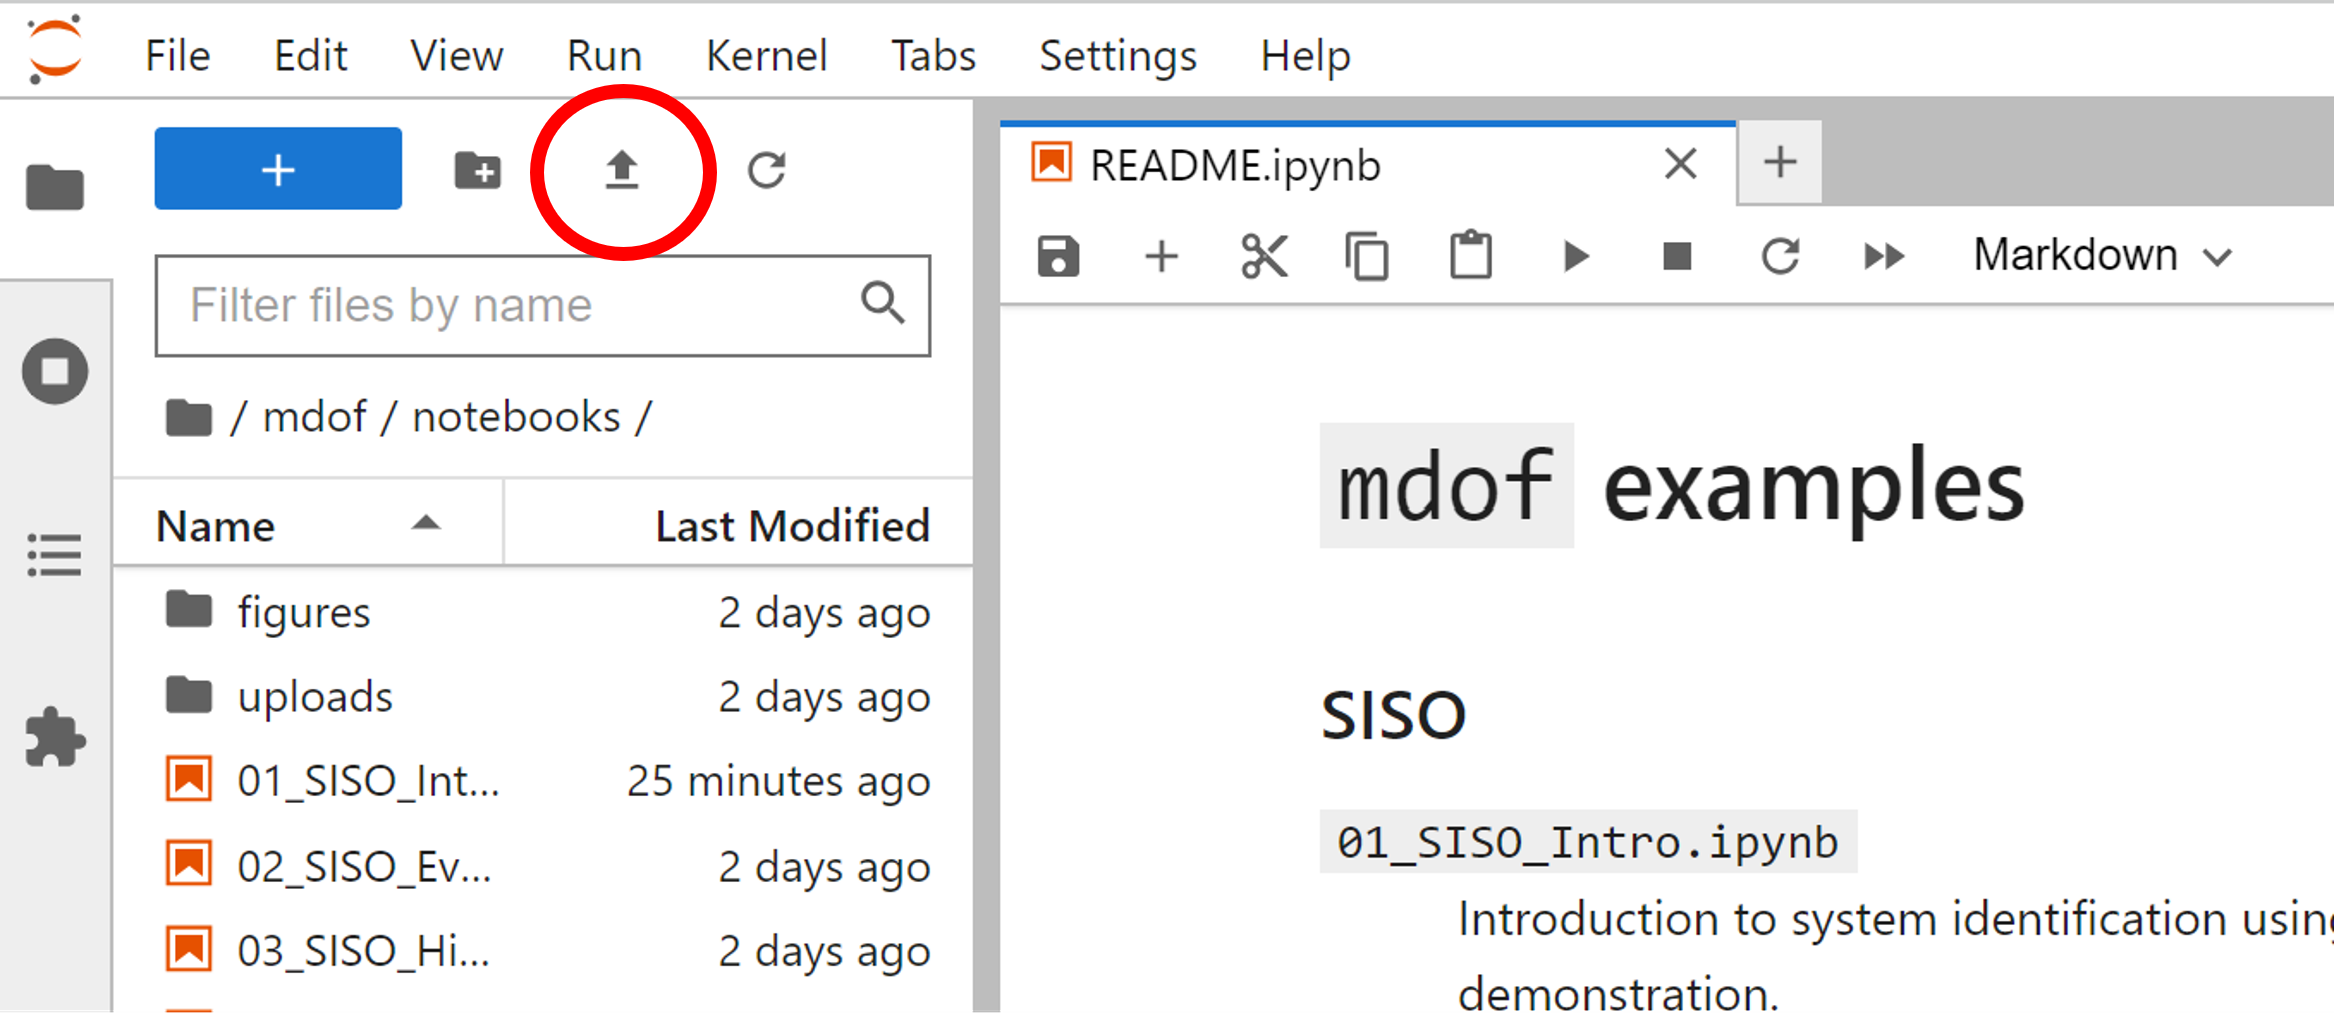 File Edit View Run Kernel Tabs Settings Help
README.ipynb
Markdown
Filter files by name
/ mdof / notebooks /
Name Last Modified
figures 2 days ago
uploads 2 days ago
01_SISO_Int... 25 minutes ago
02_SISO_Ev... 2 days ago
03_SISO_Hi... 2 days ago
mdof examples
SISO
01_SISO_Intro.ipynb
Introduction to system identification using
demonstration.